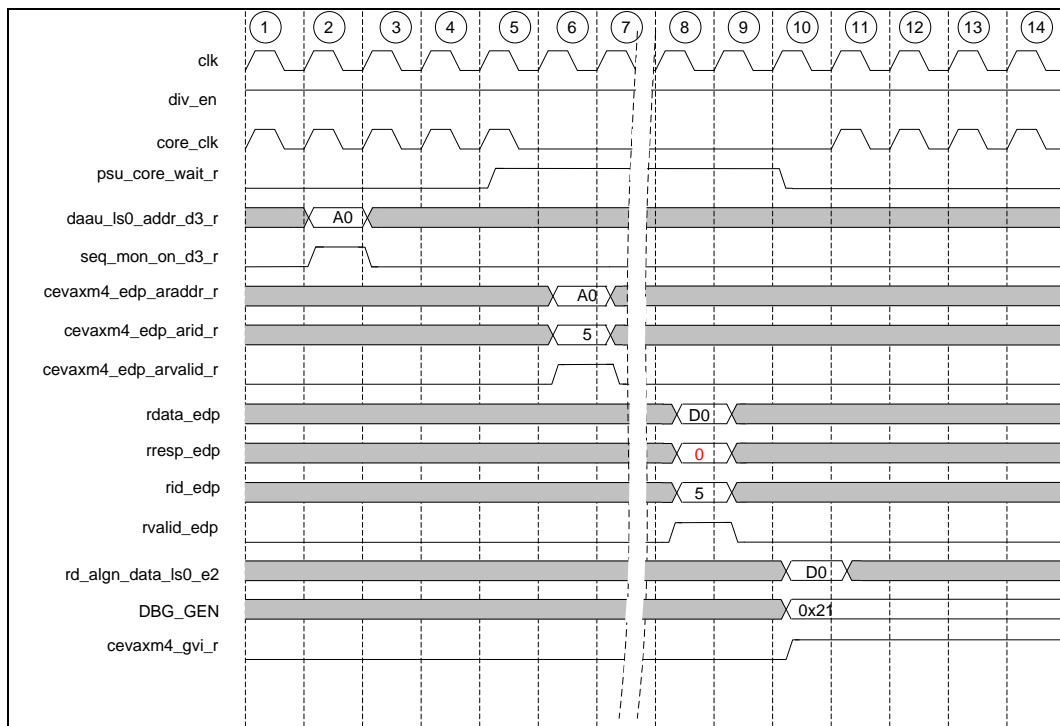 1 2 3 4 5 6 7 8 9 10 11 12 13 14
clk
div_en
core_clk
psu_core_wait_r
daau_ls0_addr_d3_r A0
seq_mon_on_d3_r
cevaxm4_edp_araddr_r A0
cevaxm4_edp_arid_r 5
cevaxm4_edp_arvalid_r
rdata_edp D0
rresp_edp 0
rid_edp 5
rvalid_edp
rd_algn_data_ls0_e2 D0
DBG_GEN 0x21
cevaxm4_gvi_r